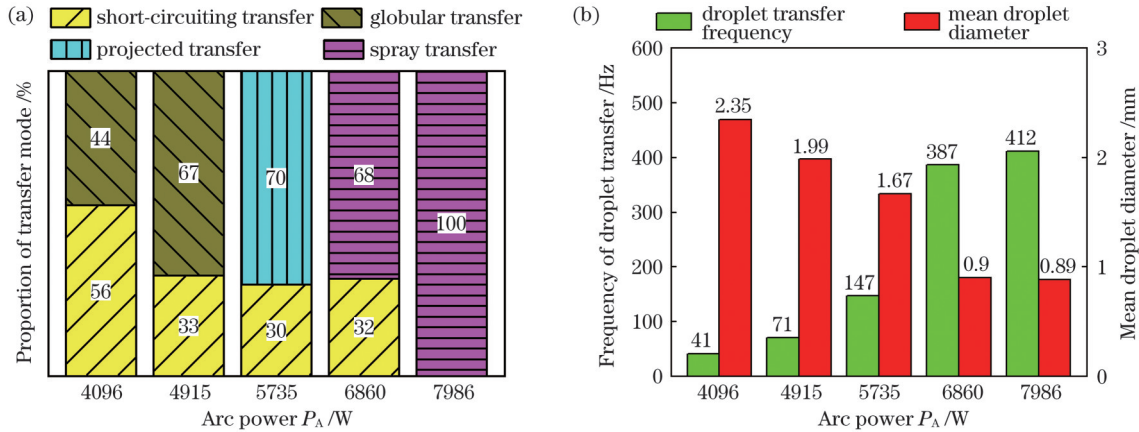 (a)
short-circuiting transfer
globular transfer
projected transfer
spray transfer
Proportion of transfer mode /%
44
67
70
68
100
56
33
30
32
4096 4915 5735 6860 7986
Arc power PA /W
(b)
droplet transfer
frequency
mean droplet
diameter
Frequency of droplet transfer /Hz
600
500
400
300
200
100
0
2.35
1.99
1.67
387
412
147
0.9
0.89
41
71
3
2
1
0
Mean droplet diameter /mm
4096 4915 5735 6860 7986
Arc power PA /W